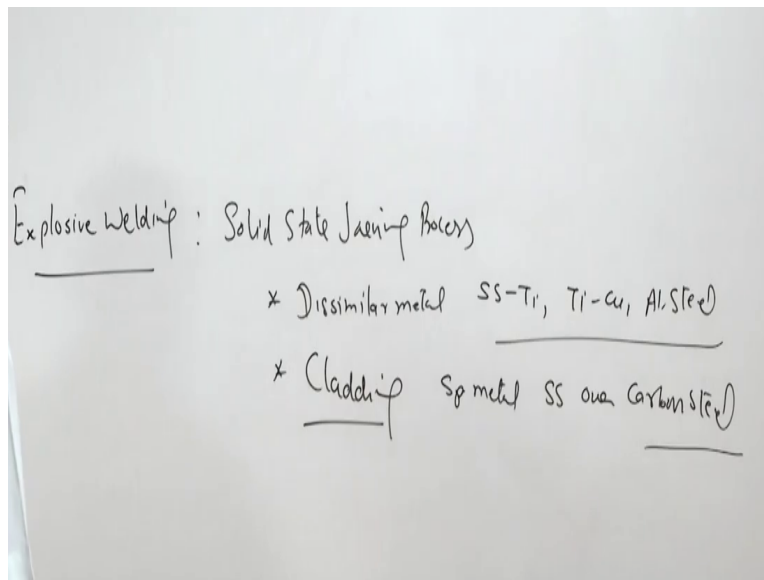 Explosive Welding : Solid State Joening Process
* Dissimilar metal SS-Ti, Ti-Cu, Al-Steel
* Cladding Sp metal SS over Carbon Steel